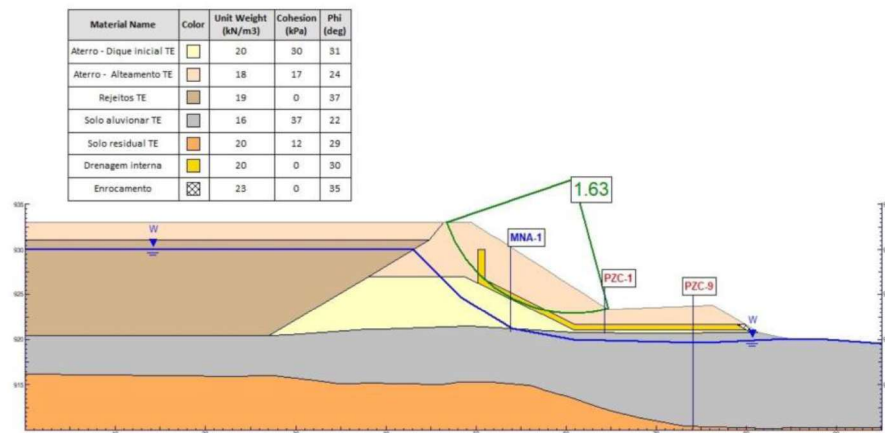 Material Name Color Unit Weight (kN/m3) Cohesion (kPa) Phi (deg)
Aterro - Dique inicial TE 20 30 31
Aterro - Alteamento TE 18 17 24
Rejeitos TE 19 0 37
Solo aluvionar TE 16 37 22
Solo residual TE 20 12 29
Drenagem interna 20 0 30
Enrocamento 23 0 35
1.63
935
W
MNA-1
930
PZC-1
PZC-9
925
W
920
915